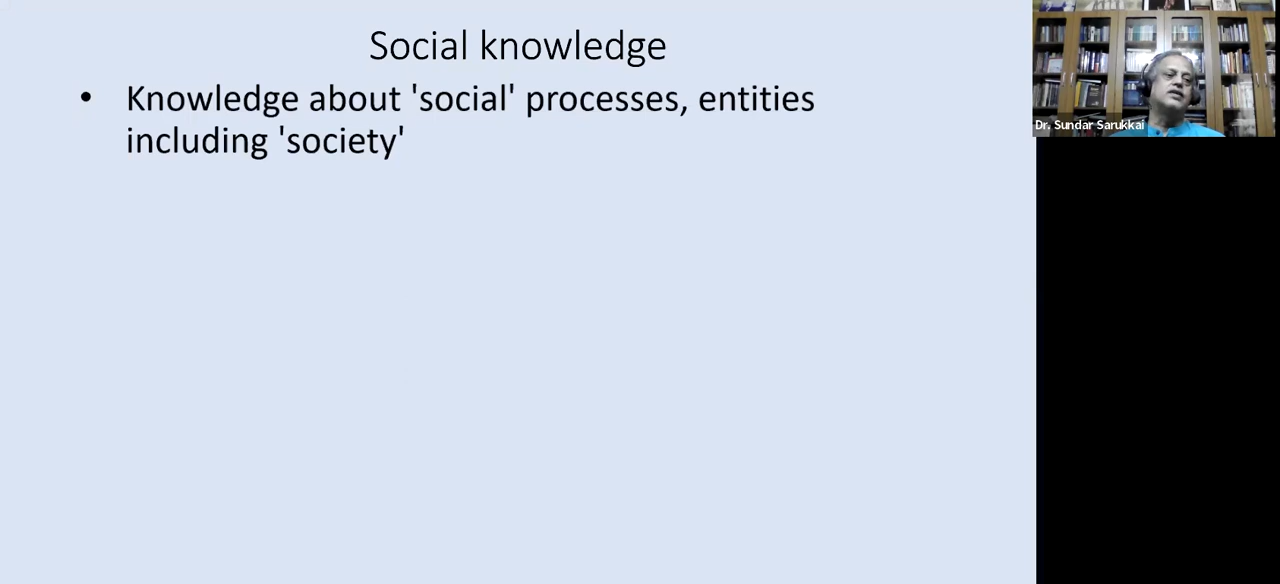 Social knowledge
• Knowledge about 'social' processes, entities
including 'society'
Dr. Sundar Sarukkai